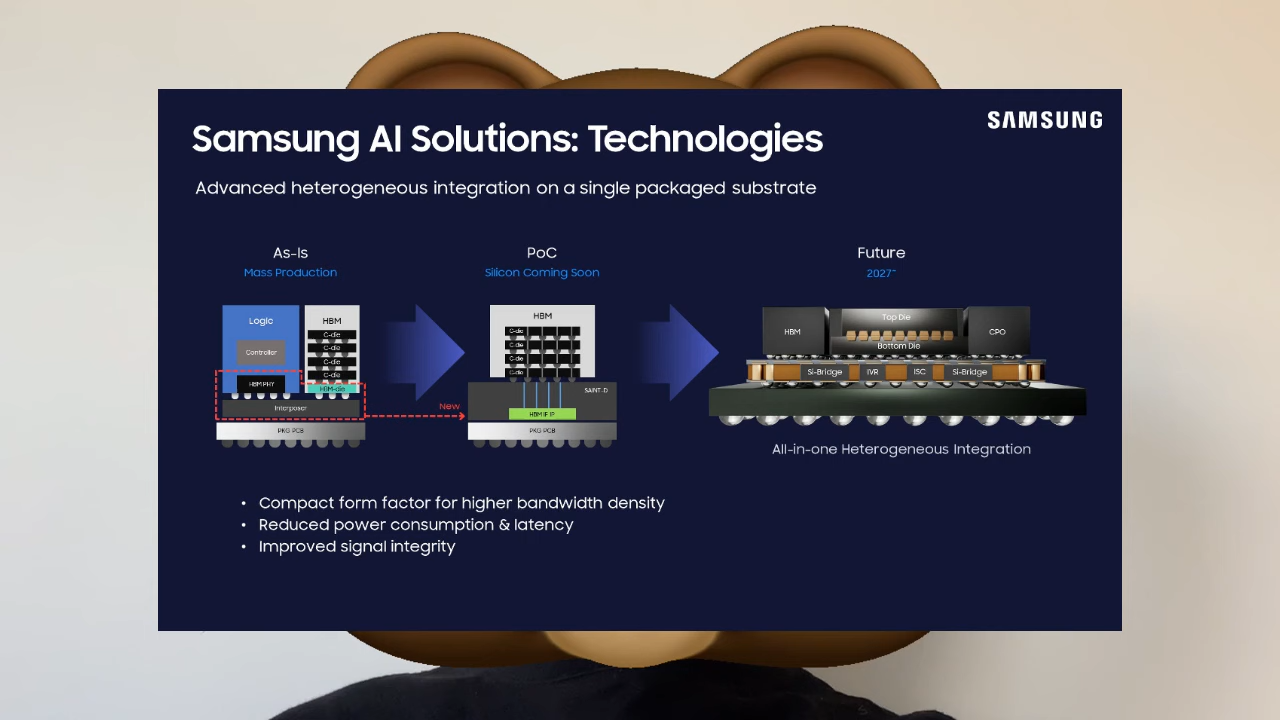 SAMSUNG
Samsung AI Solutions: Technologies
Advanced heterogeneous integration on a single packaged substrate
As-Is
Mass Production
Logic
Controller
HBM PHY
HBM
C-die
C-die
C-die
C-die
HBM-die
Interposer
PKG PCB
New
PoC
Silicon Coming Soon
HBM
C-die
C-die
C-die
C-die
SAINT-D
HBM IF IP
PKG PCB
Future
2027~
HBM
Top Die
Bottom Die
CPO
Si-Bridge
IVR
ISC
Si-Bridge
All-in-one Heterogeneous Integration
• Compact form factor for higher bandwidth density
• Reduced power consumption & latency
• Improved signal integrity